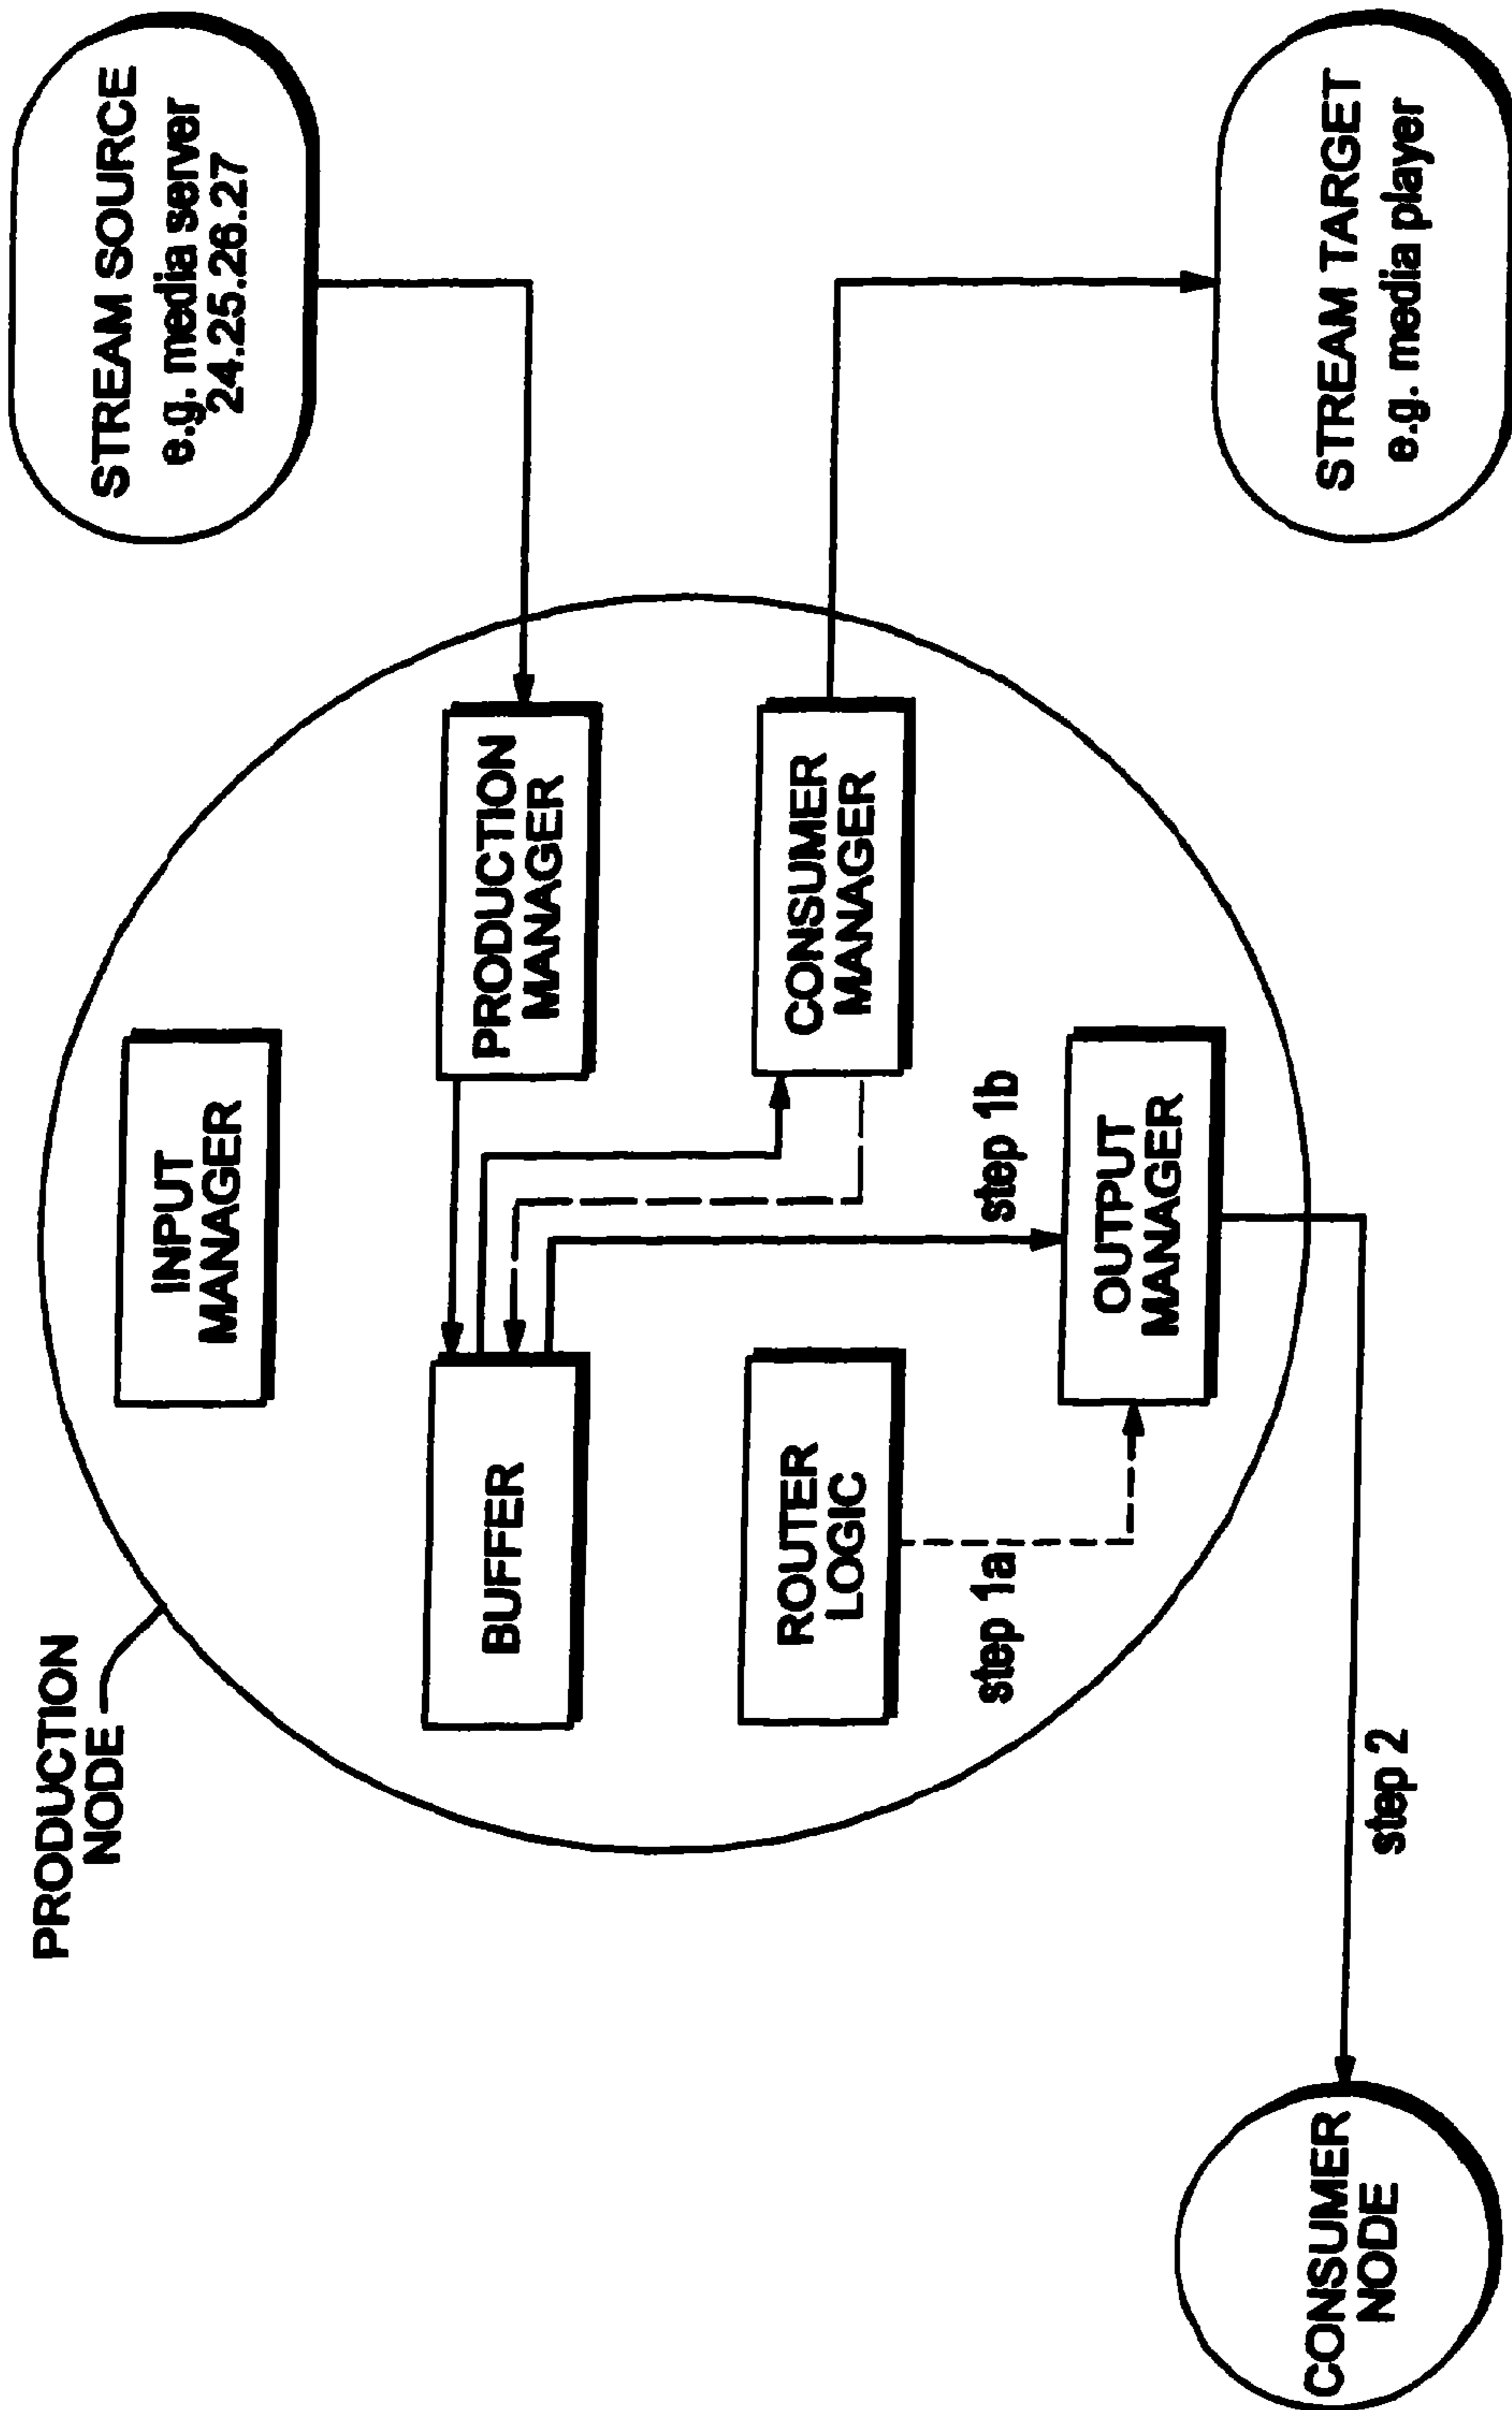 PRODUCTION
NODE
STREAM SOURCE
e.g. media server
24.25.26.27
INPUT
MANAGER
BUFFER
PRODUCTION
MANAGER
ROUTER
LOGIC
CONSUMER
MANAGER
step 1a
step 1b
OUTPUT
MANAGER
CONSUMER
NODE
step 2
STREAM TARGET
e.g. media player